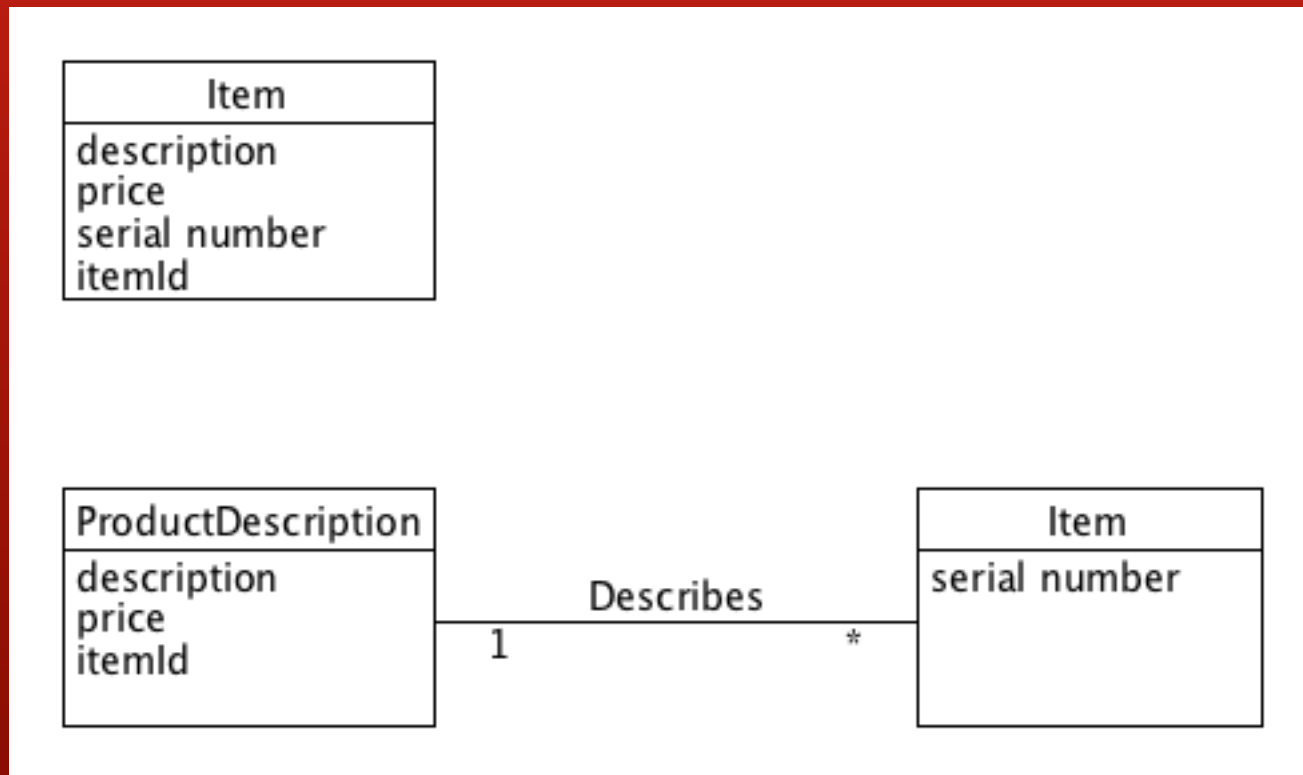 Item
description
price
serial number
itemId
ProductDescription
description
price
itemId
Describes
1
*
Item
serial number